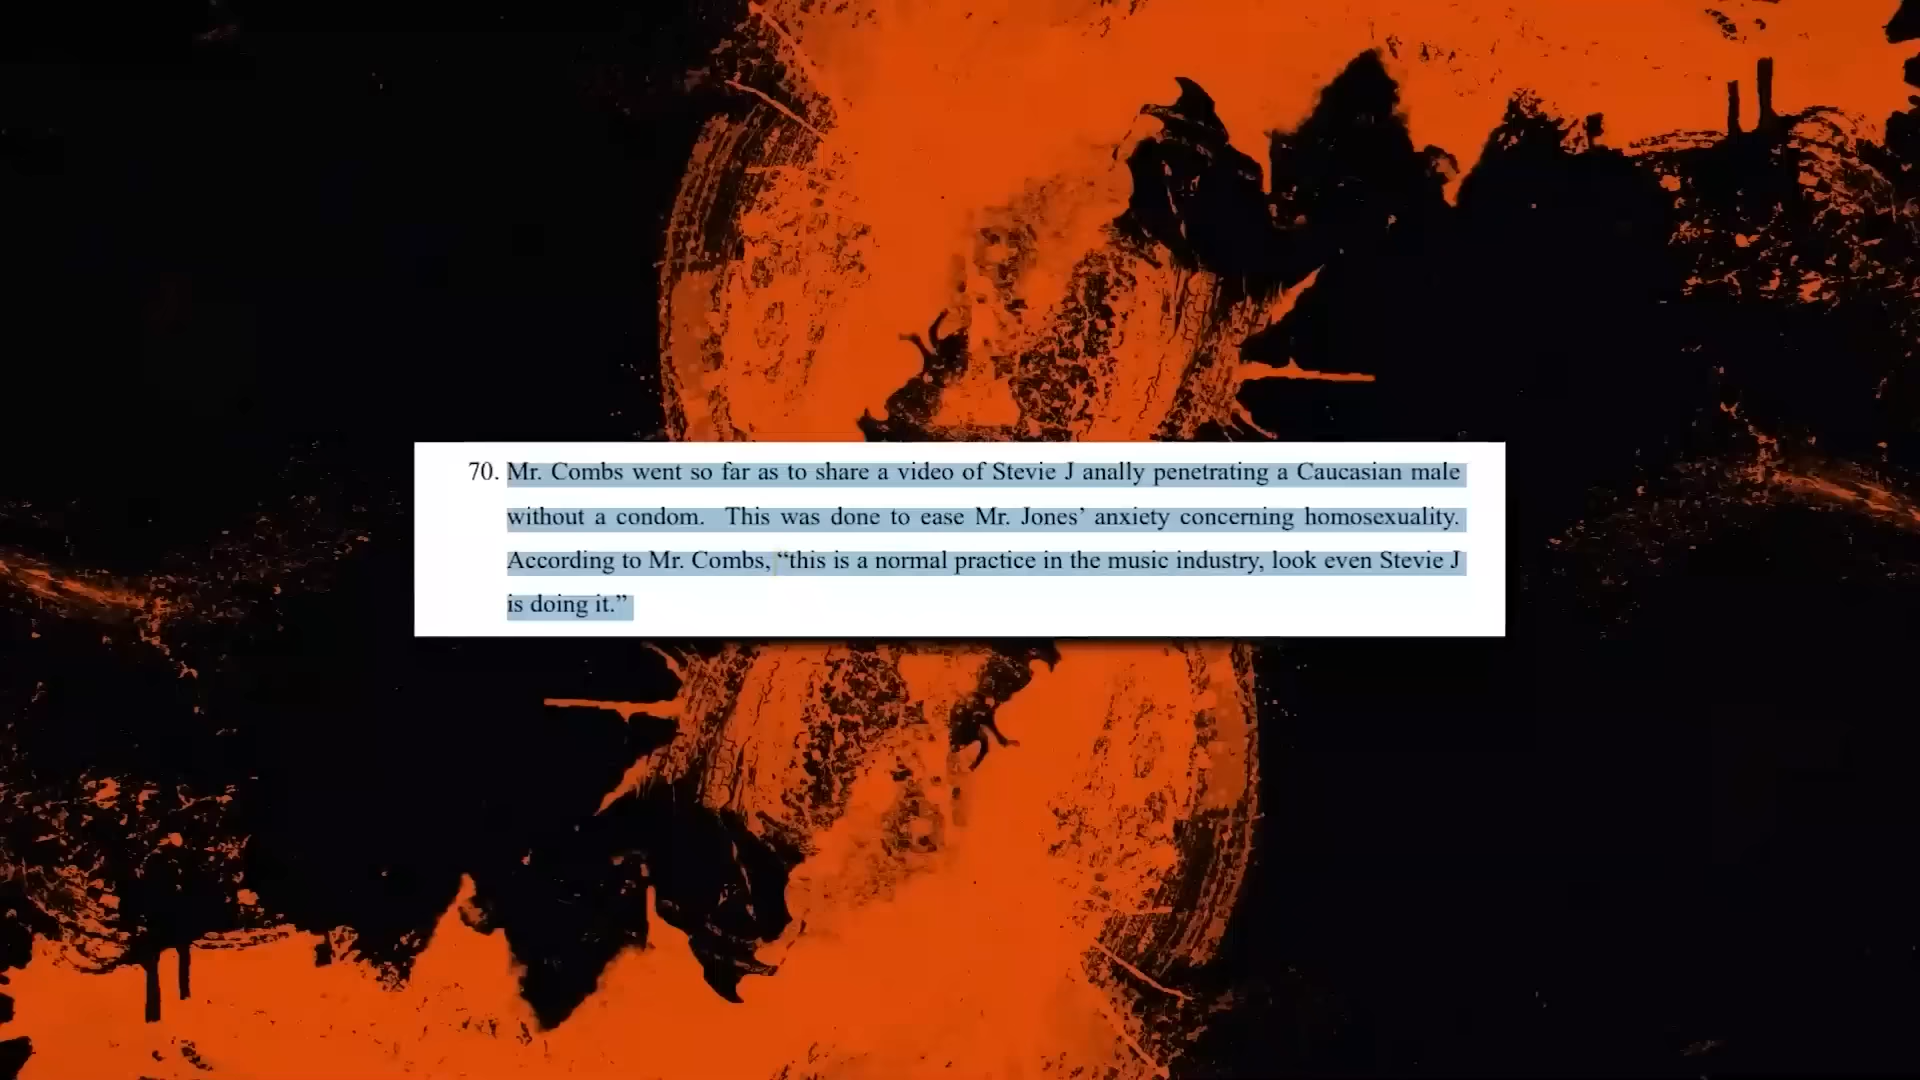 70. Mr. Combs went so far as to share a video of Stevie J anally penetrating a Caucasian male
without a condom. This was done to ease Mr. Jones’ anxiety concerning homosexuality.
According to Mr. Combs, “this is a normal practice in the music industry, look even Stevie J
is doing it.”